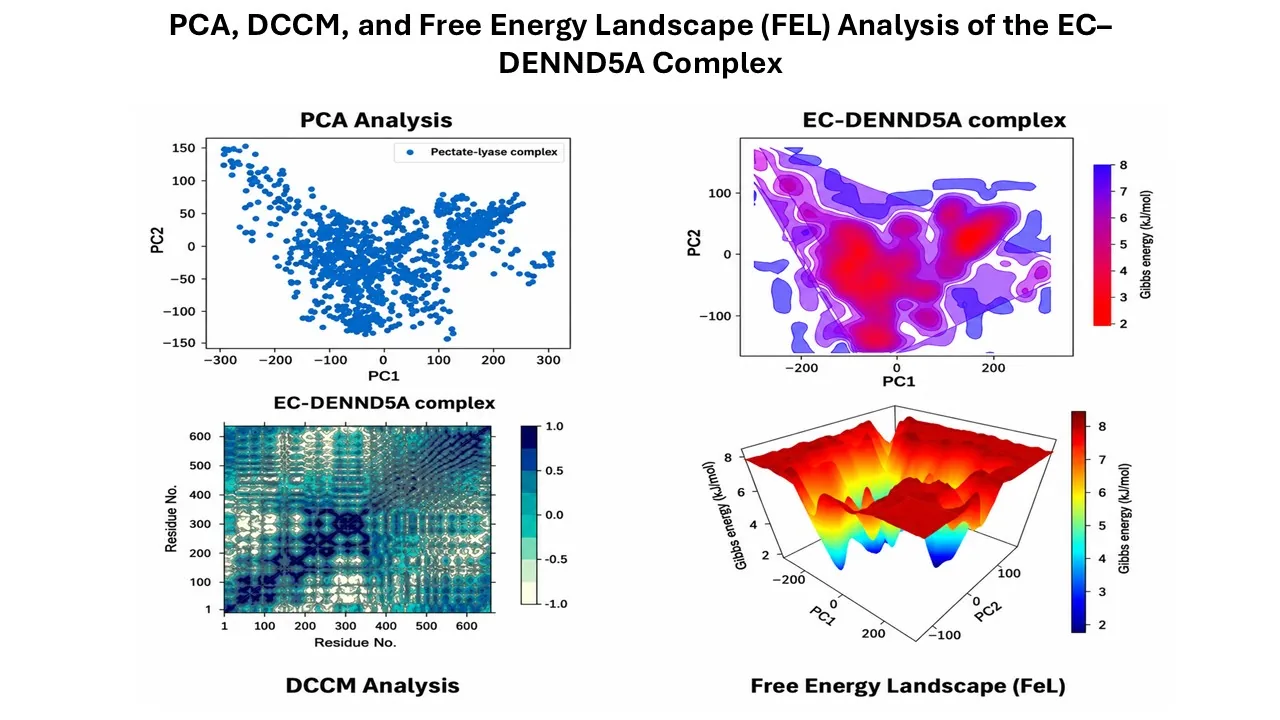 PCA, DCCM, and Free Energy Landscape (FEL) Analysis of the EC–
DENND5A Complex
PCA Analysis
Pectate-lyase complex
150
100
50
0
−50
−100
−150
PC2
−300 −200 −100 0 100 200 300
PC1
EC-DENND5A complex
100
0
−100
PC2
−200 0 200
PC1
8
7
6
5
4
3
2
Gibbs energy (kJ/mol)
EC-DENND5A complex
600
500
400
300
200
100
1
Residue No.
1 100 200 300 400 500 600
Residue No.
1.0
0.5
0.0
-0.5
-1.0
DCCM Analysis
8
6
4
2
Gibbs energy (kJ/mol)
−200
0
200
PC1
−100
0
100
PC2
8
7
6
5
4
3
2
Gibbs energy (kJ/mol)
Free Energy Landscape (FeL)